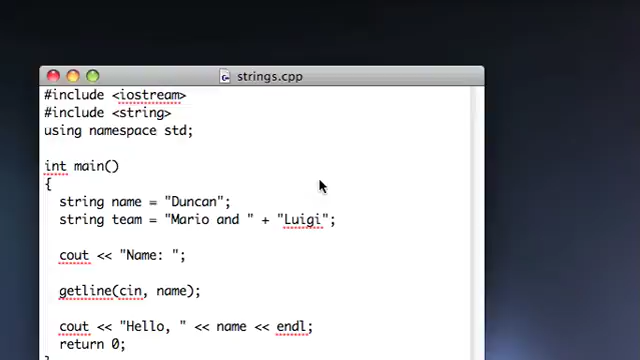 strings.cpp
#include <iostream>
#include <string>
using namespace std;
int main()
{
string name = "Duncan";
string team = "Mario and " + "Luigi";
cout << "Name: ";
getline(cin, name);
cout << "Hello, " << name << endl;
return 0;
}